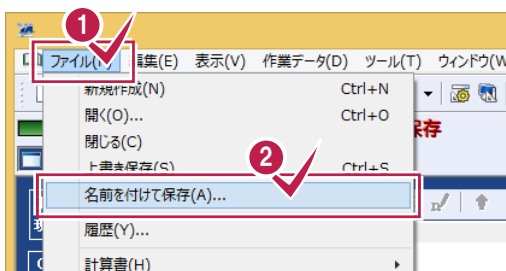 1
ファイル(F) 編集(E) 表示(V) 作業データ(D) ツール(T) ウィンドウ(W
新規作成(N) Ctrl+N
開く(O)... Ctrl+O
保存
閉じる(C)
2
上書き保存(S) Ctrl+S
名前を付けて保存(A)...
履歴(Y)...
計算書(H)